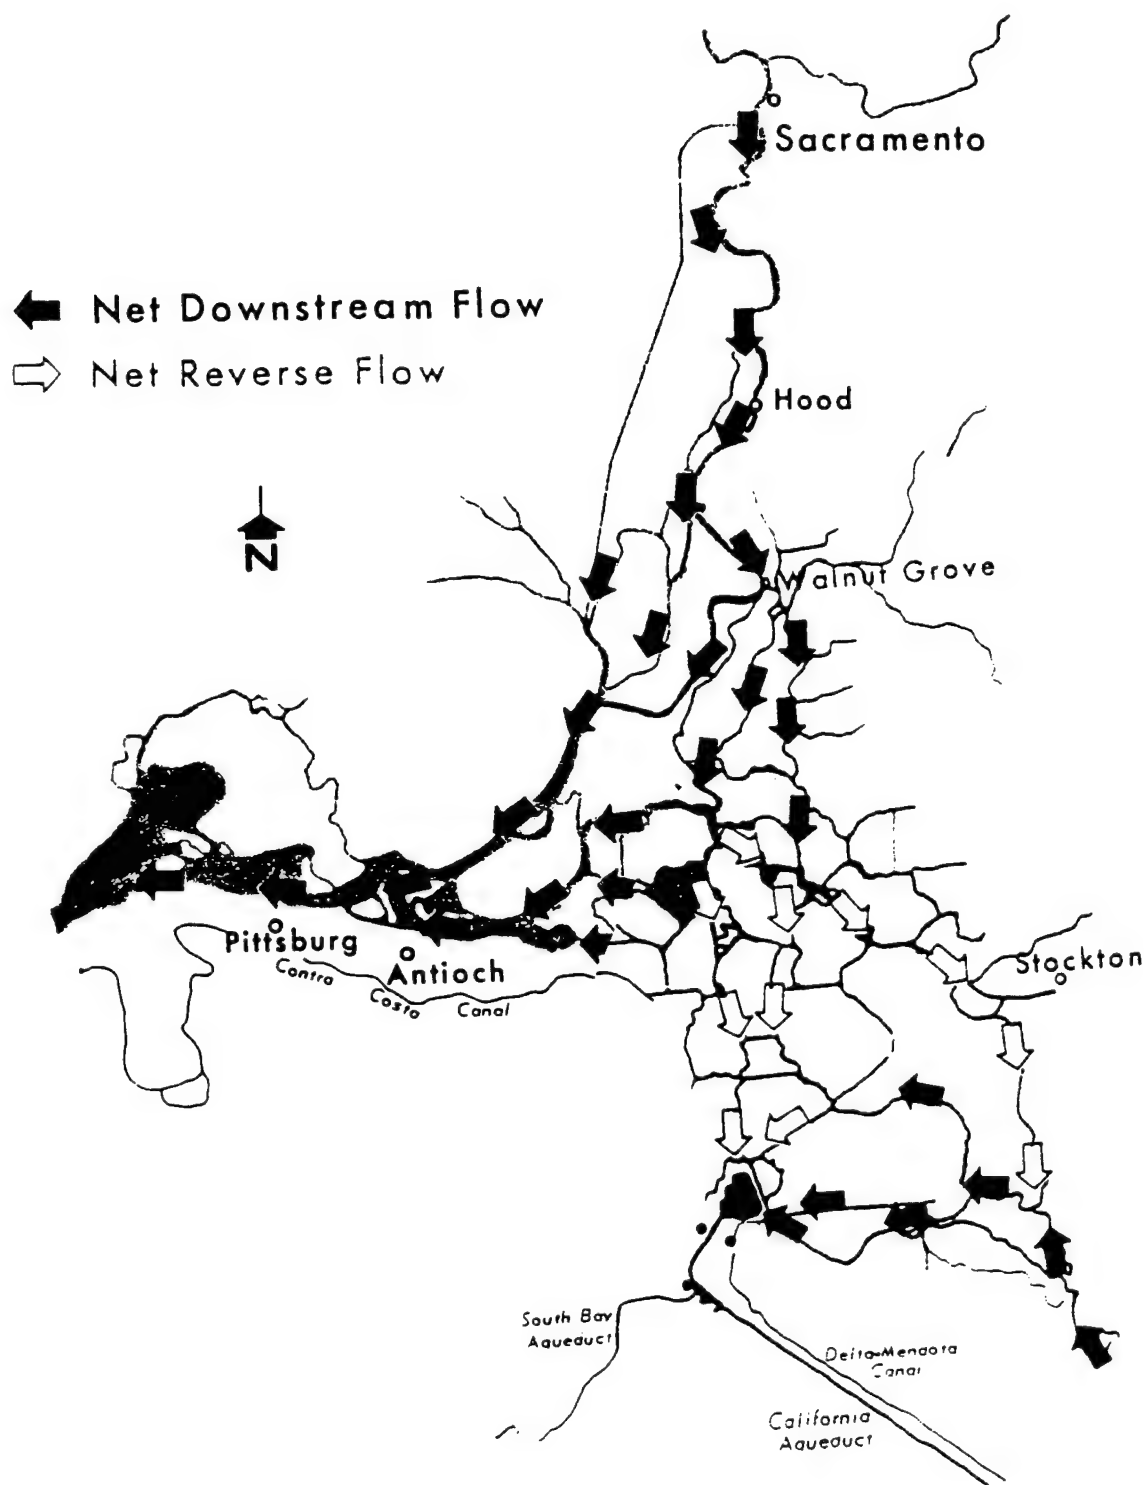 Sacramento
Net Downstream Flow
Net Reverse Flow
Hood
N
Walnut Grove
Pittsburg
Antioch
Stockton
Contra
Costa
Canal
South Bay
Aqueduct
Delta-Mendota
Canal
California
Aqueduct